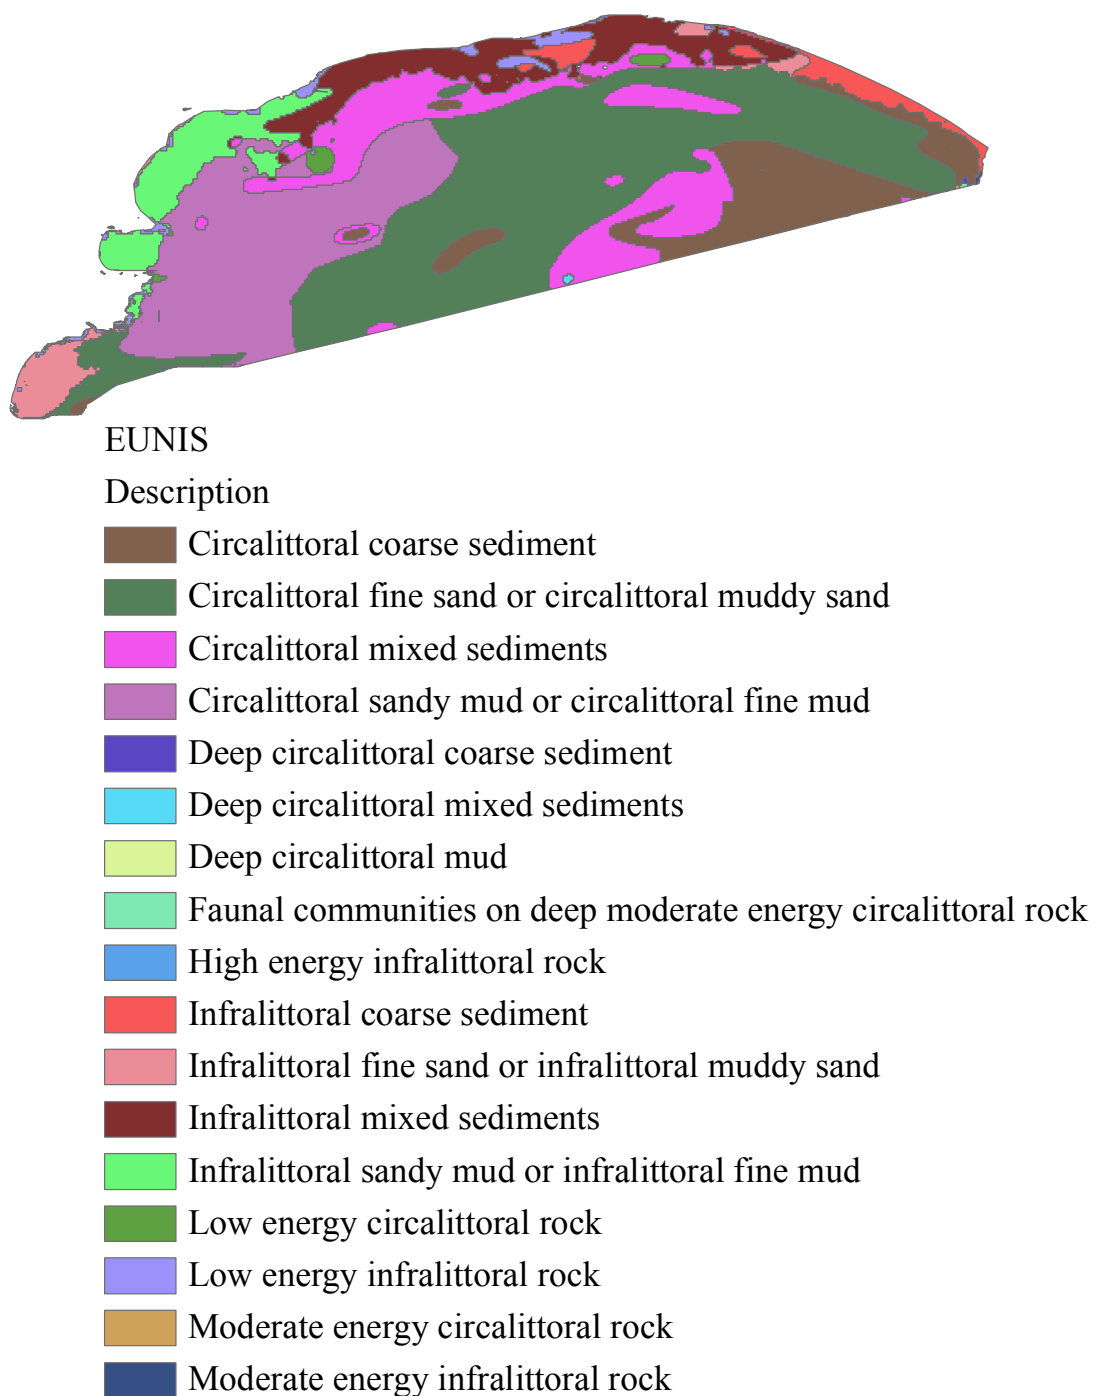 EUNIS
Description
Circalittoral coarse sediment
Circalittoral fine sand or circalittoral muddy sand
Circalittoral mixed sediments
Circalittoral sandy mud or circalittoral fine mud
Deep circalittoral coarse sediment
Deep circalittoral mixed sediments
Deep circalittoral mud
Faunal communities on deep moderate energy circalittoral rock
High energy infralittoral rock
Infralittoral coarse sediment
Infralittoral fine sand or infralittoral muddy sand
Infralittoral mixed sediments
Infralittoral sandy mud or infralittoral fine mud
Low energy circalittoral rock
Low energy infralittoral rock
Moderate energy circalittoral rock
Moderate energy infralittoral rock